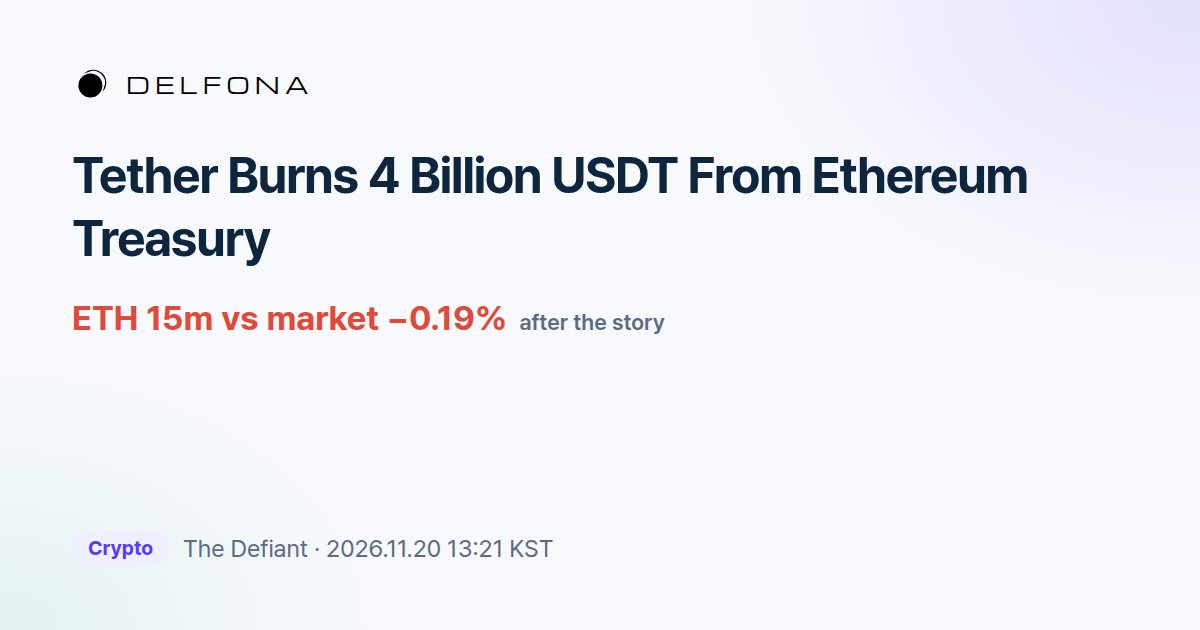 DELFONA
Tether Burns 4 Billion USDT From Ethereum
Treasury
ETH 15m vs market −0.19% after the story
Crypto The Defiant · 2026.11.20 13:21 KST